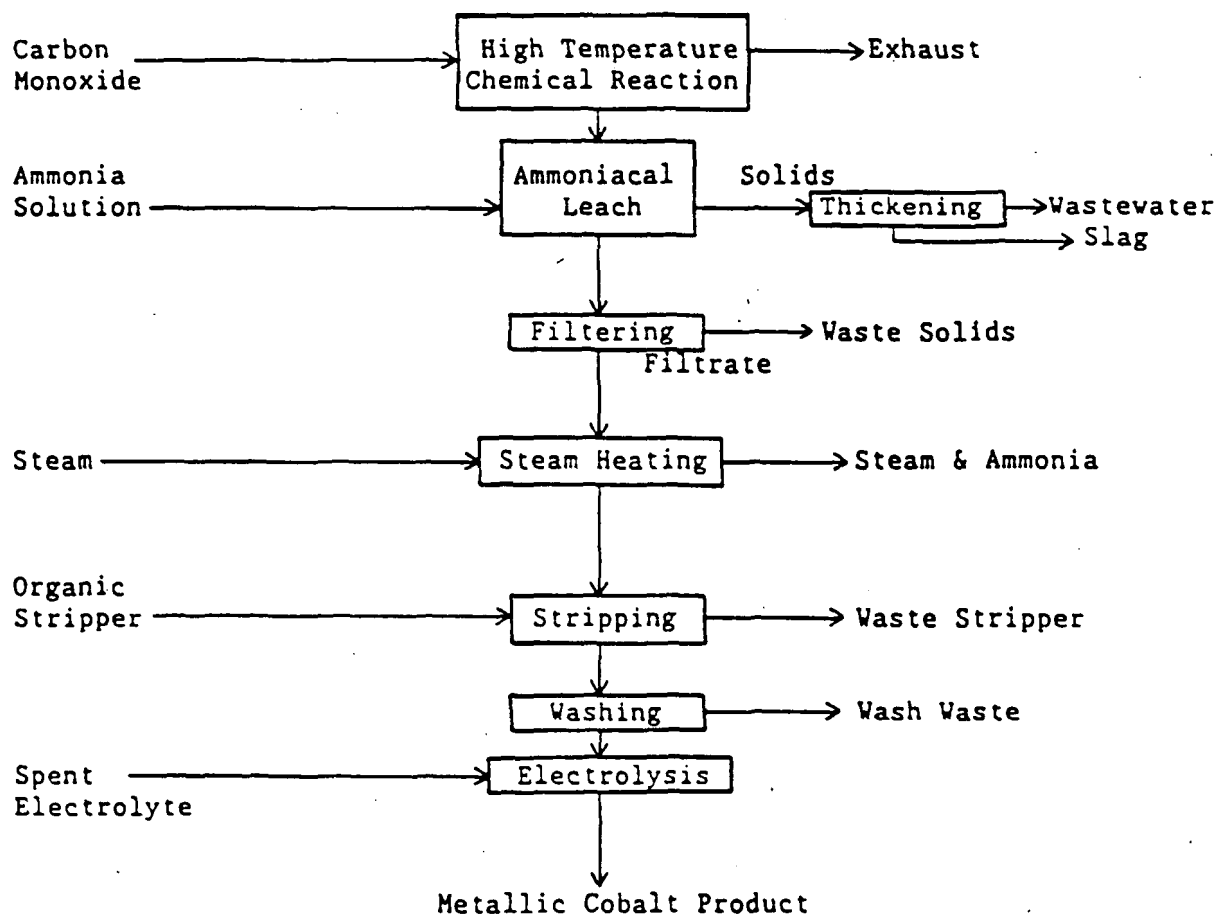 Carbon
Monoxide
High Temperature
Chemical Reaction
Exhaust
Ammonia
Solution
Ammoniacal
Leach
Solids
Thickening
Wastewater
Slag
Filtering
Waste Solids
Filtrate
Steam
Steam Heating
Steam & Ammonia
Organic
Stripper
Stripping
Waste Stripper
Washing
Wash Waste
Spent
Electrolyte
Electrolysis
Metallic Cobalt Product